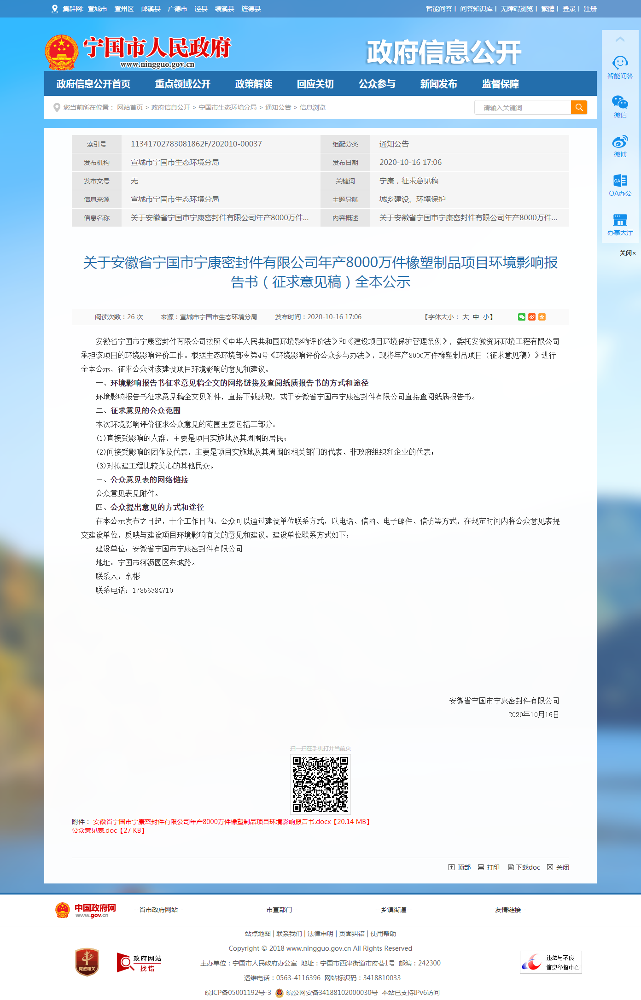 集群网: 宣城市 宣州区 郎溪县 广德市 泾县 绩溪县 旌德县
智能问答 | 问答知识库 | 无障碍浏览 | 繁體 | 登录 | 注册
宁国市人民政府
www.ningguo.gov.cn
政府信息公开
政府信息公开首页 重点领域公开 政策解读 回应关切 公众参与 新闻发布 监督保障
您当前所在位置： 网站首页 > 政府信息公开 > 宁国市生态环境分局 > 通知公告 > 信息浏览
--请输入关键词--
智能问答
微信
微博
OA办公
办事大厅
关闭×
索引号 11341702783081862F/202010-00037 组配分类 通知公告
发布机构 宣城市宁国市生态环境分局 发布日期 2020-10-16 17:06
发布文号 无 关键词 宁康，征求意见稿
信息来源 宣城市宁国市生态环境分局 主题导航 城乡建设、环境保护
信息名称 关于安徽省宁国市宁康密封件有限公司年产8000万件... 内容概述 关于安徽省宁国市宁康密封件有限公司年产8000万件...
关于安徽省宁国市宁康密封件有限公司年产8000万件橡塑制品项目环境影响报
告书（征求意见稿）全本公示
阅读次数：26 次 来源：宣城市宁国市生态环境分局 发布时间：2020-10-16 17:06 【字体大小： 大 中 小】
安徽省宁国市宁康密封件有限公司按照《中华人民共和国环境影响评价法》和《建设项目环境保护管理条例》，委托安徽资环环境工程有限公司
承担该项目的环境影响评价工作。根据生态环境部令第4号《环境影响评价公众参与办法》，现将年产8000万件橡塑制品项目（征求意见稿）》进行
全本公示，征求公众对该建设项目环境影响的意见和建议。
一、环境影响报告书征求意见稿全文的网络链接及查阅纸质报告书的方式和途径
环境影响报告书征求意见稿全文见附件，直接下载获取，或于安徽省宁国市宁康密封件有限公司直接查阅纸质报告书。
二、征求意见的公众范围
本次环境影响评价征求公众意见的范围主要包括三部分：
(1)直接受影响的人群，主要是项目实施地及其周围的居民；
(2)间接受影响的团体及代表，主要是项目实施地及其周围的相关部门的代表、非政府组织和企业的代表；
(3)对拟建工程比较关心的其他民众。
三、公众意见表的网络链接
公众意见表见附件。
四、公众提出意见的方式和途径
在本公示发布之日起，十个工作日内，公众可以通过建设单位联系方式，以电话、信函、电子邮件、信访等方式，在规定时间内将公众意见表提
交建设单位，反映与建设项目环境影响有关的意见和建议。建设单位联系方式如下：
建设单位：安徽省宁国市宁康密封件有限公司
地址：宁国市河沥园区东城路。
联系人：余彬
联系电话：17856384710
安徽省宁国市宁康密封件有限公司
2020年10月16日
扫一扫在手机打开当前页
附件： 安徽省宁国市宁康密封件有限公司年产8000万件橡塑制品项目环境影响报告书.docx【20.14 MB】
公众意见表.doc【27 KB】
顶部 打印 下载doc 关闭
中国政府网
www.gov.cn
--省市政府网站-- --市直部门-- --乡镇街道-- --友情链接--
站点地图 | 联系我们 | 法律申明 | 页面纠错 | 使用帮助
Copyright © 2018 www.ningguo.gov.cn All Rights Reserved
主办单位：宁国市人民政府办公室 地址：宁国市西津街道市府巷1号 邮编：242300
运维电话：0563-4116396 网站标识码：3418810033
皖ICP备05001192号-3 皖公网安备34188102000030号 本站已支持IPv6访问
党政机关
政府网站
找错
违法与不良
信息举报中心